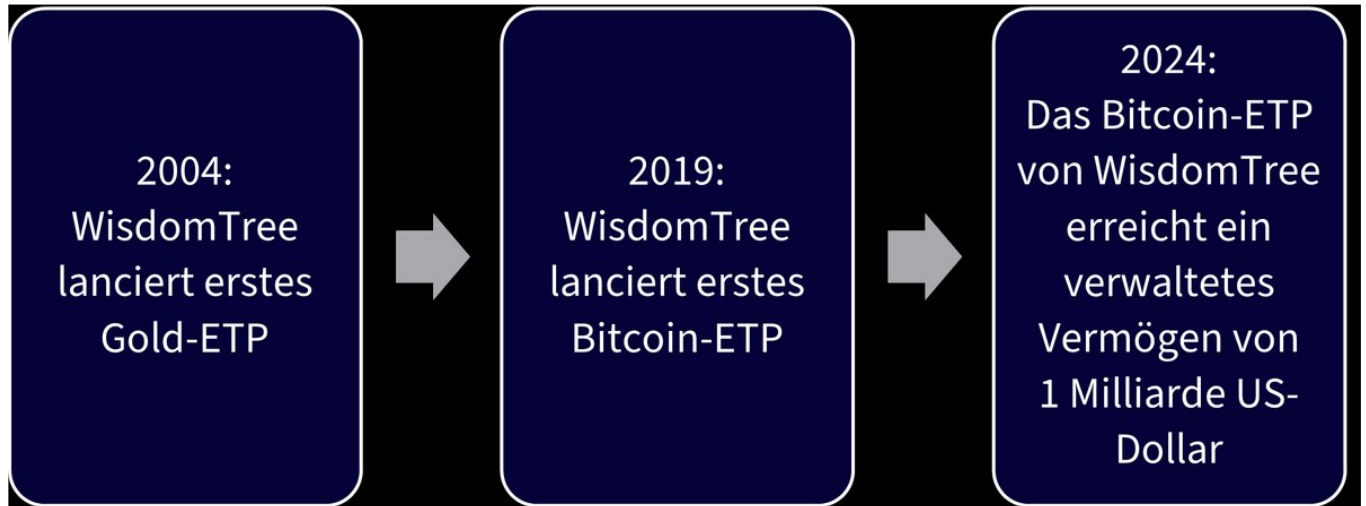 2004:
WisdomTree
lanciert erstes
Gold-ETP
2019:
WisdomTree
lanciert erstes
Bitcoin-ETP
2024:
Das Bitcoin-ETP
von WisdomTree
erreicht ein
verwaltetes
Vermögen von
1 Milliarde US-
Dollar